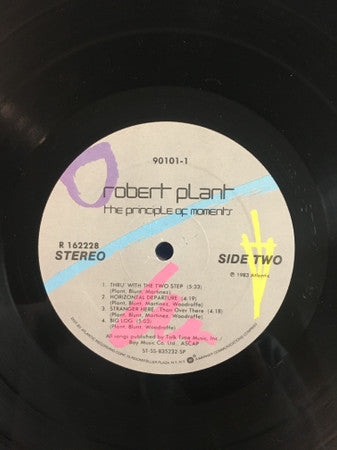 90101-1
robert plant
the principle of moments
R 162228
STEREO
SIDE TWO
℗ 1983 Atlantic
1. THRU' WITH THE TWO STEP (5:33)
(Plant, Blunt, Martinez)
2. HORIZONTAL DEPARTURE (4:19)
(Plant, Blunt, Martinez, Woodroffe)
3. STRANGER HERE... Than Over There (4:18)
(Plant, Blunt, Martinez, Woodroffe)
4. BIG LOG (5:03)
(Plant, Blunt, Woodroffe)
All songs published by Talk Time Music, Inc./
Bay Music Co. Ltd., ASCAP
ST-SS-835232-SP